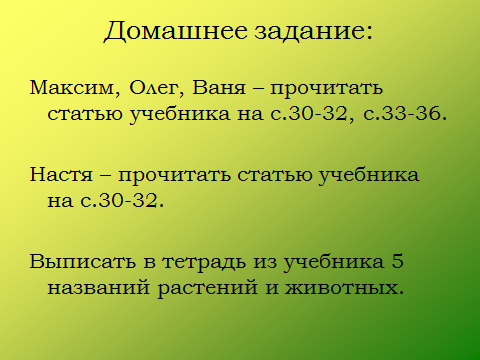 Домашнее задание:
Максим, Олег, Ваня – прочитать
статью учебника на с.30-32, с.33-36.
Настя – прочитать статью учебника
на с.30-32.
Выписать в тетрадь из учебника 5
названий растений и животных.